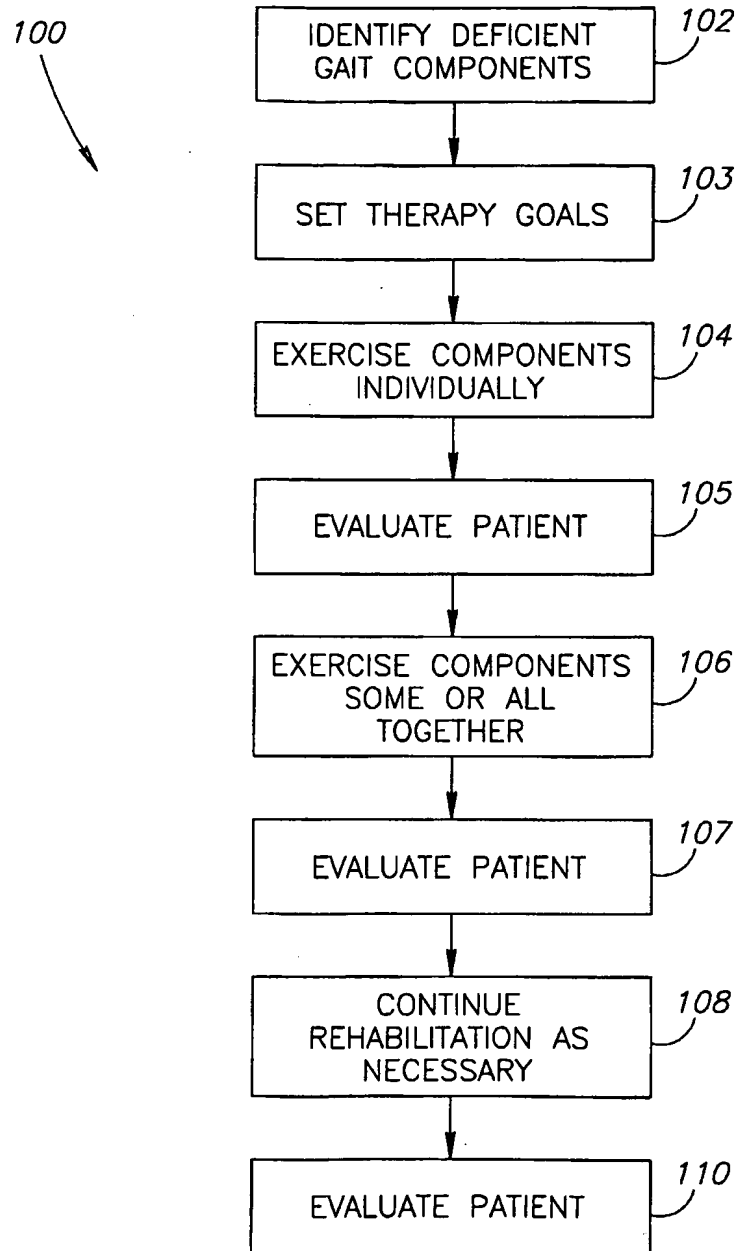 100
IDENTIFY DEFICIENT
GAIT COMPONENTS
102
SET THERAPY GOALS
103
EXERCISE COMPONENTS
INDIVIDUALLY
104
EVALUATE PATIENT
105
EXERCISE COMPONENTS
SOME OR ALL
TOGETHER
106
EVALUATE PATIENT
107
CONTINUE
REHABILITATION AS
NECESSARY
108
EVALUATE PATIENT
110